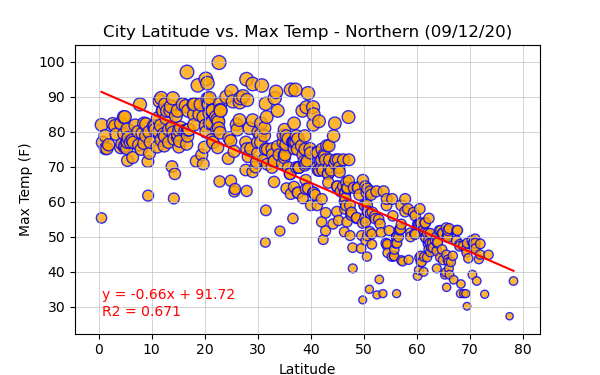 City Latitude vs. Max Temp - Northern (09/12/20)
Max Temp (F)
100
90
80
70
60
50
40
30
y = -0.66x + 91.72
R2 = 0.671
0 10 20 30 40 50 60 70 80
Latitude